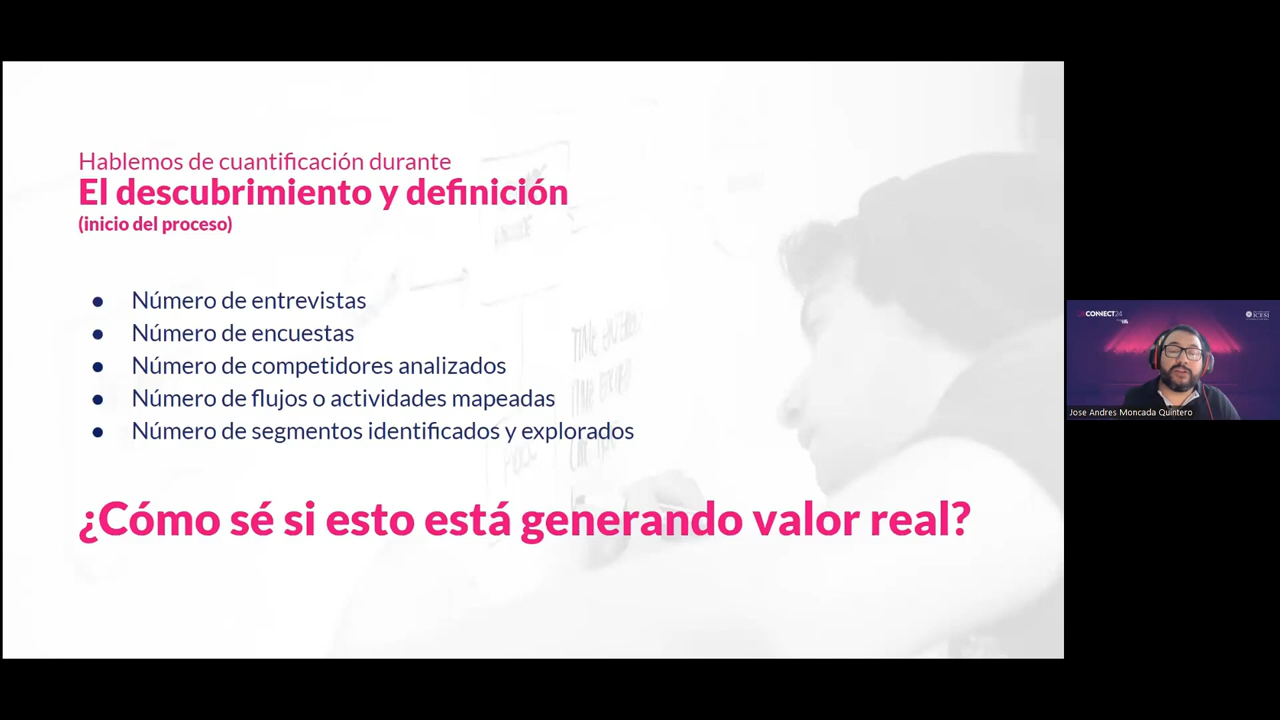 Hablemos de cuantificación durante
El descubrimiento y definición
(inicio del proceso)
● Número de entrevistas
● Número de encuestas
● Número de competidores analizados
● Número de flujos o actividades mapeadas
● Número de segmentos identificados y explorados
¿Cómo sé si esto está generando valor real?
CONNECT24
ICESI
Jose Andres Moncada Quintero